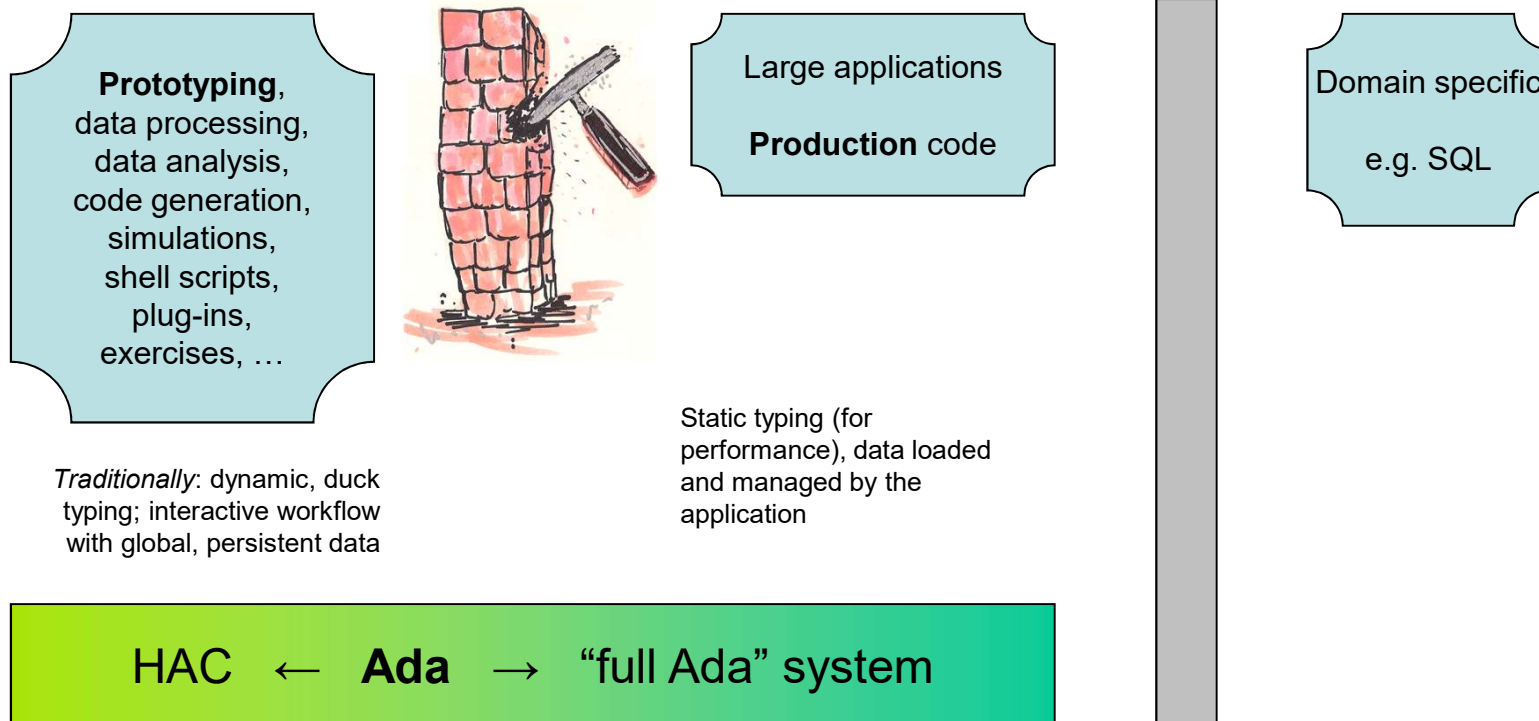 Prototyping,
data processing,
data analysis,
code generation,
simulations,
shell scripts,
plug-ins,
exercises, …
Large applications
Production code
Domain specific
e.g. SQL
Traditionally: dynamic, duck
typing; interactive workflow
with global, persistent data
Static typing (for
performance), data loaded
and managed by the
application
HAC ← Ada → “full Ada” system